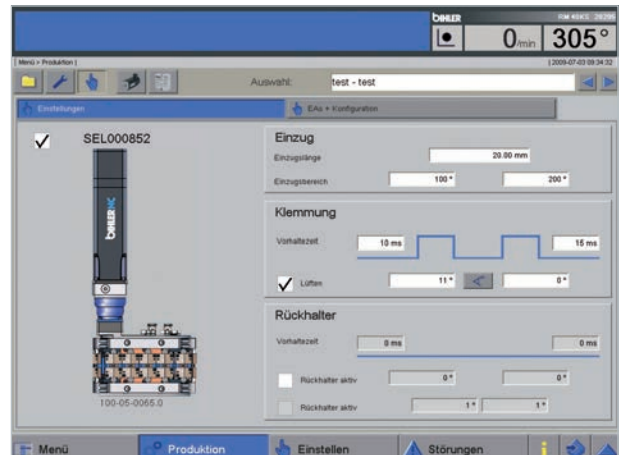 BIHLER
RM 40KS
0/min 305°
[ Menü > Produktion ] [ 2009-07-03 09:34:32
Auswahl: test - test
Einstellungen EAs + Konfiguration
SEL000852
BIHLERNC
100-05-0065.0
Einzug
Einzugslänge 20.00 mm
Einzugsbereich 100 ° 200 °
Klemmung
Vorhaltezeit 10 ms 15 ms
Lüften 11 ° 0 °
Rückhalter
Vorhaltezeit 0 ms 0 ms
Rückhalter aktiv 0 ° 0 °
Rückhalter aktiv 1 ° 1 °
Menü Produktion Einstellen Störungen